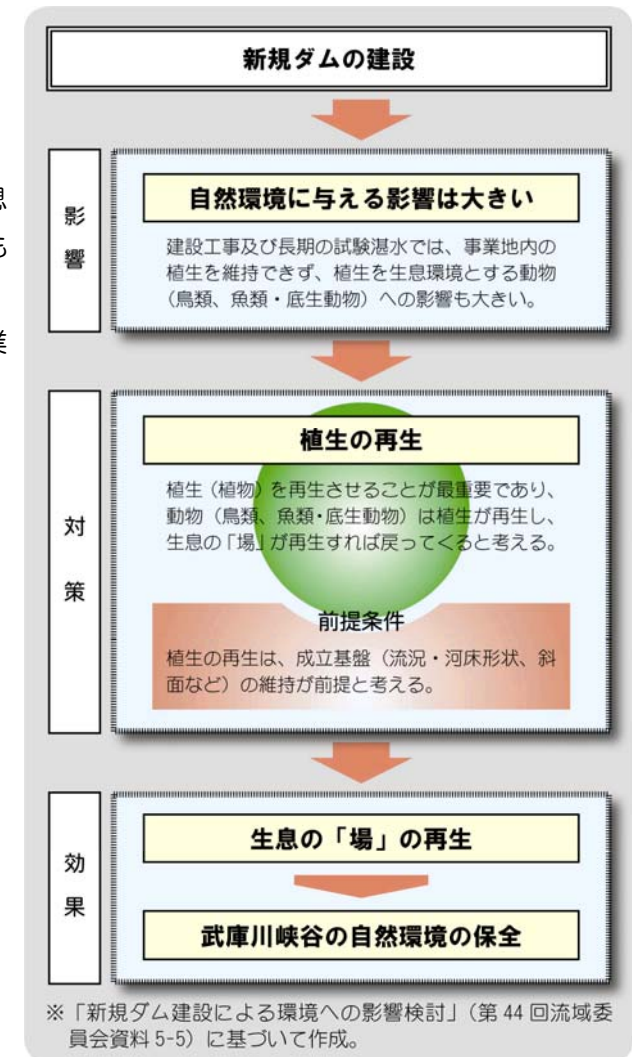 新規ダムの建設
影響
自然環境に与える影響は大きい
建設工事及び長期の試験湛水では、事業地内の
植生を維持できず、植生を生息環境とする動物
（鳥類、魚類・底生動物）への影響も大きい。
対策
植生の再生
植生（植物）を再生させることが最重要であり、
動物（鳥類、魚類・底生動物）は植生が再生し、
生息の「場」が再生すれば戻ってくると考える。
前提条件
植生の再生は、成立基盤（流況・河床形状、斜
面など）の維持が前提と考える。
効果
生息の「場」の再生
武庫川峡谷の自然環境の保全
※「新規ダム建設による環境への影響検討」（第 44 回流域委
員会資料 5-5）に基づいて作成。